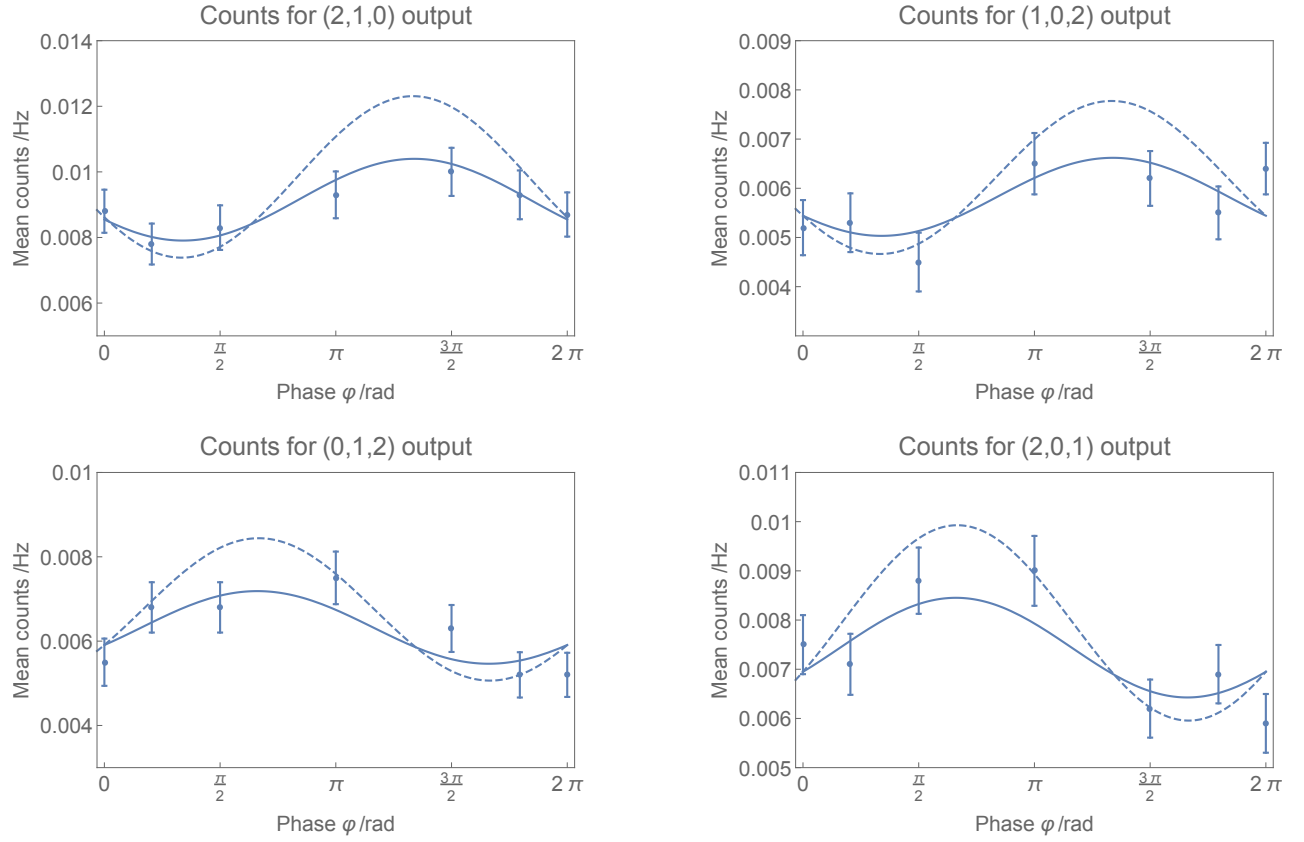 Counts for (2,1,0) output
Mean counts /Hz
0.014
0.012
0.01
0.008
0.006
0 π/2 π 3π/2 2π
Phase φ/rad
Counts for (1,0,2) output
Mean counts /Hz
0.009
0.008
0.007
0.006
0.005
0.004
0 π/2 π 3π/2 2π
Phase φ/rad
Counts for (0,1,2) output
Mean counts /Hz
0.01
0.008
0.006
0.004
0 π/2 π 3π/2 2π
Phase φ/rad
Counts for (2,0,1) output
Mean counts /Hz
0.011
0.01
0.009
0.008
0.007
0.006
0.005
0 π/2 π 3π/2 2π
Phase φ/rad